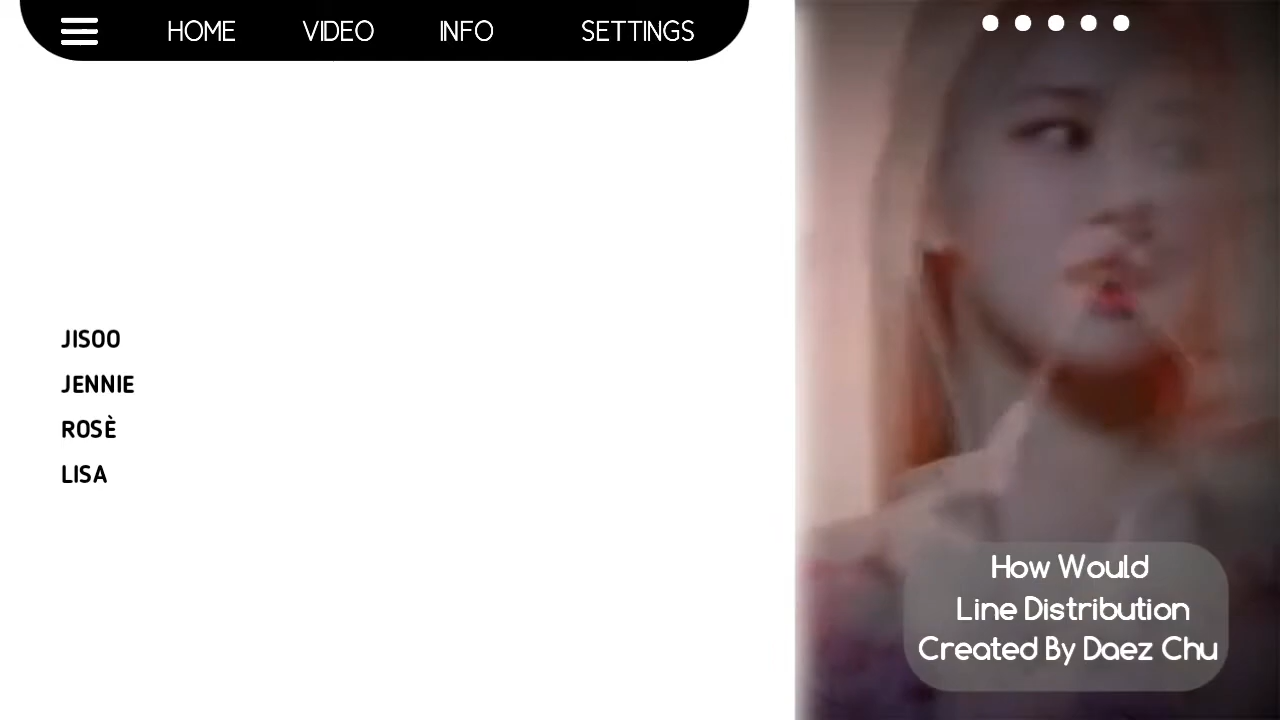 HOME VIDEO INFO SETTINGS
JISOO
JENNIE
ROSÈ
LISA
How Would
Line Distribution
Created By Daez Chu